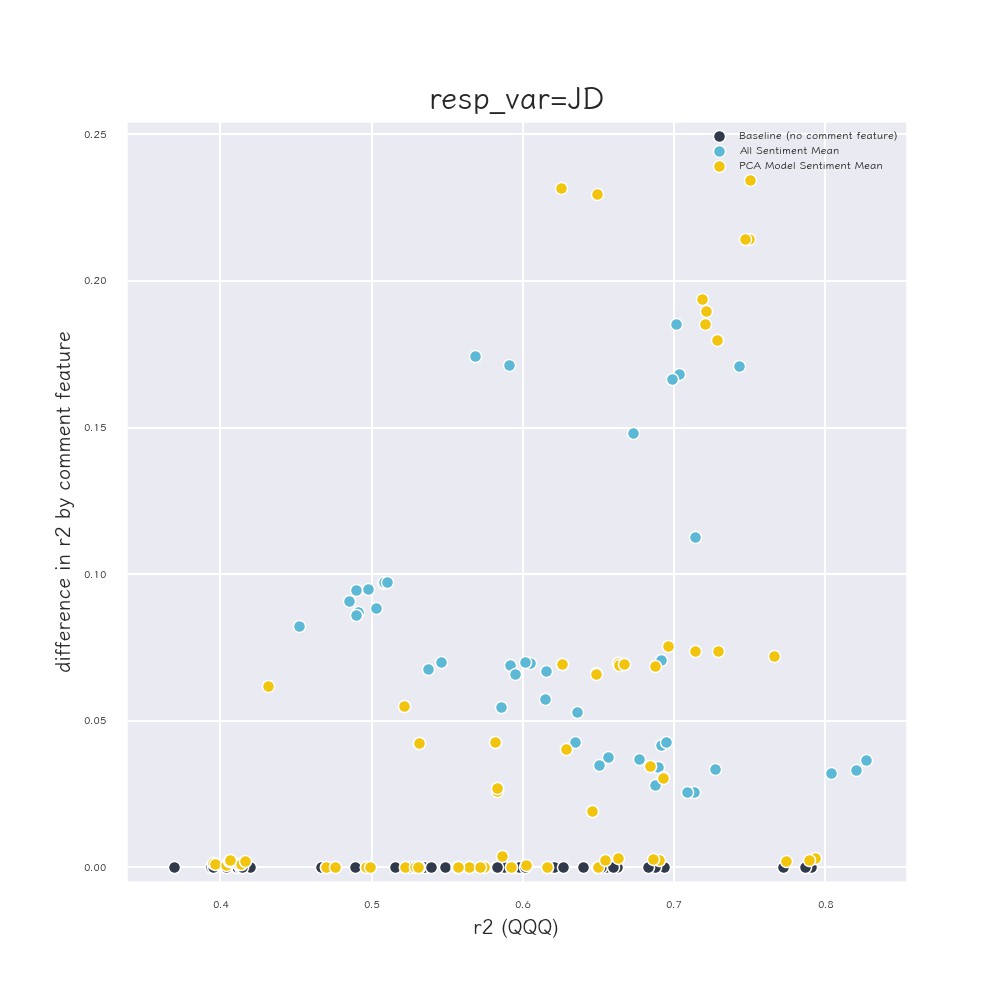 resp_var=JD
Baseline (no comment feature)
All Sentiment Mean
PCA Model Sentiment Mean
difference in r2 by comment feature
0.25
0.20
0.15
0.10
0.05
0.00
0.4 0.5 0.6 0.7 0.8
r2 (QQQ)